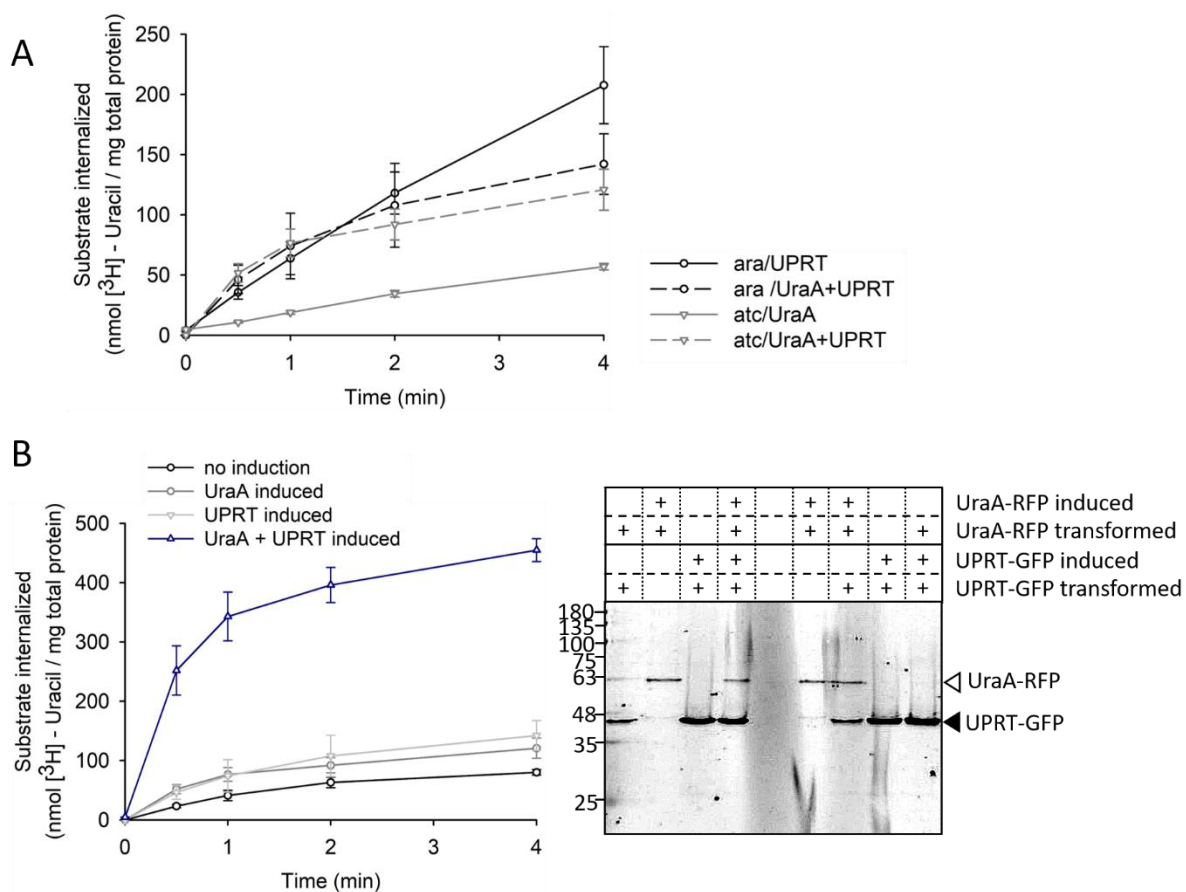 A
Substrate internalized
(nmol [³H] - Uracil / mg total protein)
250
200
150
100
50
0
0 1 2 3 4
Time (min)
ara/UPRT
ara /UraA+UPRT
atc/UraA
atc/UraA+UPRT
B
no induction
UraA induced
UPRT induced
UraA + UPRT induced
Substrate internalized
(nmol [³H] - Uracil / mg total protein)
500
400
300
200
100
0
0 1 2 3 4
Time (min)
+ + + + UraA-RFP induced
+ + + + + + UraA-RFP transformed
+ + + + UPRT-GFP induced
+ + + + + + UPRT-GFP transformed
180
135
100
75
63
48
35
25
UraA-RFP
UPRT-GFP